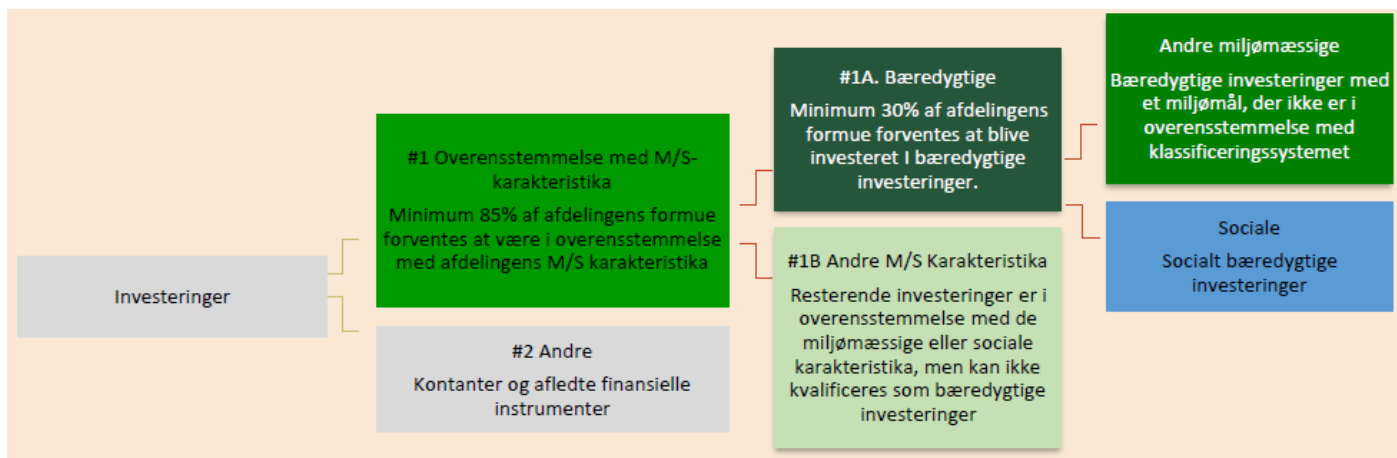 Investeringer
#1 Overensstemmelse med M/S-
karakteristika
Minimum 85% af afdelingens formue
forventes at være i overensstemmelse
med afdelingens M/S karakteristika
#2 Andre
Kontanter og afledte finansielle
instrumenter
#1A. Bæredygtige
Minimum 30% af afdelingens
formue forventes at blive
investeret I bæredygtige
investeringer.
#1B Andre M/S Karakteristika
Resterende investeringer er i
overensstemmelse med de
miljømæssige eller sociale
karakteristika, men kan ikke
kvalificeres som bæredygtige
investeringer
Andre miljømæssige
Bæredygtige investeringer med
et miljømål, der ikke er i
overensstemmelse med
klassificeringssystemet
Sociale
Socialt bæredygtige
investeringer